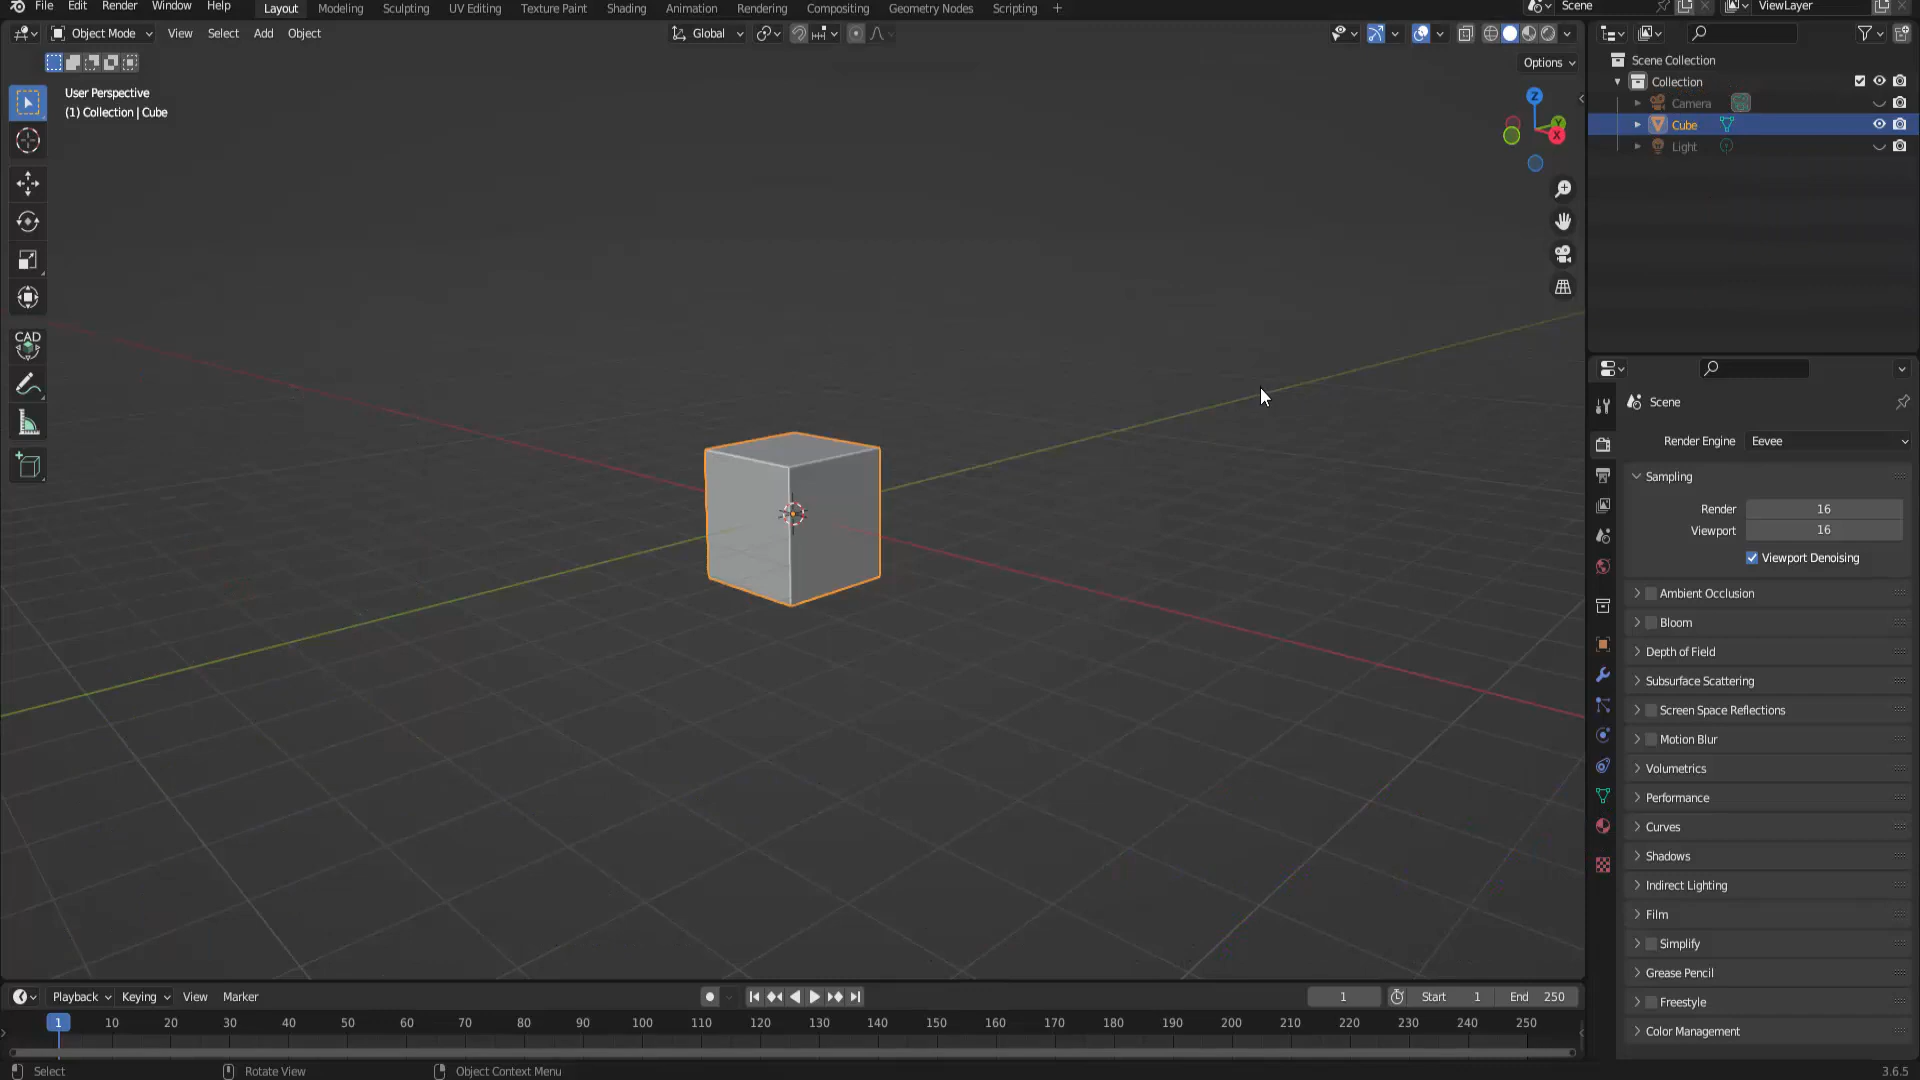 File Edit Render Window Help Layout Modeling Sculpting UV Editing Texture Paint Shading Animation Rendering Compositing Geometry Nodes Scripting + Scene ViewLayer
Object Mode View Select Add Object Global
Options
User Perspective
(1) Collection | Cube
Z
Y
X
CAD
Scene Collection
Collection
Camera
Cube
Light
Scene
Render Engine Eevee
Sampling
Render 16
Viewport 16
Viewport Denoising
Ambient Occlusion
Bloom
Depth of Field
Subsurface Scattering
Screen Space Reflections
Motion Blur
Volumetrics
Performance
Curves
Shadows
Indirect Lighting
Film
Simplify
Grease Pencil
Freestyle
Color Management
Playback Keying View Marker 1 Start 1 End 250
1 10 20 30 40 50 60 70 80 90 100 110 120 130 140 150 160 170 180 190 200 210 220 230 240 250
Select Rotate View Object Context Menu 3.6.5